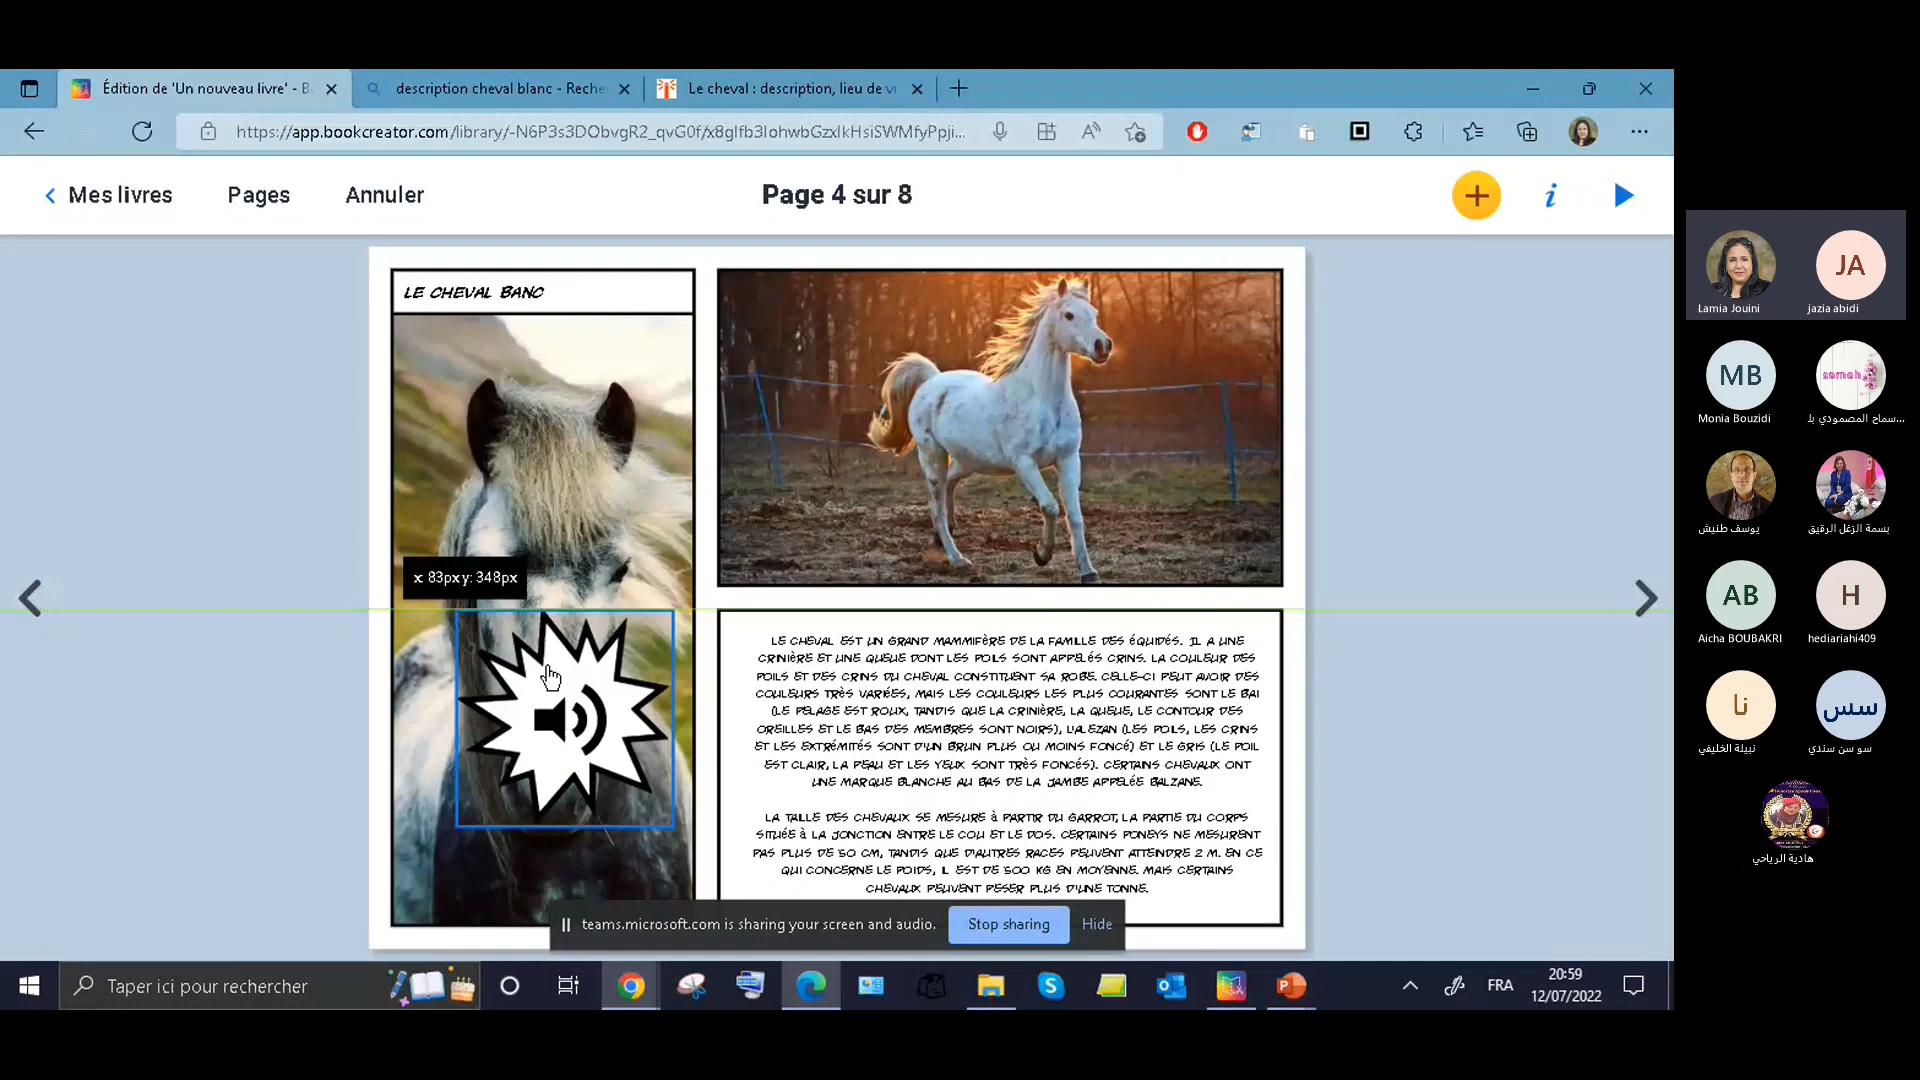 Édition de 'Un nouveau livre' - B
description cheval blanc - Reche
Le cheval : description, lieu de v
https://app.bookcreator.com/library/-N6P3s3DObvgR2_qvG0f/x8glfb3IohwbGzxlkHsiSWMfyPpji...
Mes livres
Pages
Annuler
Page 4 sur 8
LE CHEVAL BANC
x: 83px y: 348px
LE CHEVAL EST UN GRAND MAMMIFÈRE DE LA FAMILLE DES ÉQUIDÉS. IL A UNE
CRINIÈRE ET UNE QUEUE DONT LES POILS SONT APPELÉS CRINS. LA COULEUR DES
POILS ET DES CRINS DU CHEVAL CONSTITUENT SA ROBE. CELLE-CI PEUT AVOIR DES
COULEURS TRÈS VARIÉES, MAIS LES COULEURS LES PLUS COURANTES SONT LE BAI
(LE PELAGE EST ROUX, TANDIS QUE LA CRINIÈRE, LA QUEUE, LE CONTOUR DES
OREILLES ET LE BAS DES MEMBRES SONT NOIRS), L'ALEZAN (LES POILS, LES CRINS
ET LES EXTRÉMITÉS SONT D'UN BRUN PLUS OU MOINS FONCÉ) ET LE GRIS (LE POIL
EST CLAIR, LA PEAU ET LES YEUX SONT TRÈS FONCÉS). CERTAINS CHEVAUX ONT
UNE MARQUE BLANCHE AU BAS DE LA JAMBE APPELÉE BALZANE.
LA TAILLE DES CHEVAUX SE MESURE À PARTIR DU GARROT, LA PARTIE DU CORPS
SITUÉE À LA JONCTION ENTRE LE COU ET LE DOS. CERTAINS PONEYS NE MESURENT
PAS PLUS DE 50 CM, TANDIS QUE D'AUTRES RACES PEUVENT ATTEINDRE 2 M. EN CE
QUI CONCERNE LE POIDS, IL EST DE 500 KG EN MOYENNE. MAIS CERTAINS
CHEVAUX PEUVENT PESER PLUS D'UNE TONNE.
teams.microsoft.com is sharing your screen and audio.
Stop sharing
Hide
Taper ici pour rechercher
FRA
20:59
12/07/2022
JA
Lamia Jouini
jazia abidi
MB
samah
Monia Bouzidi
سماح المصمودي بل...
يوسف طنيش
بسمة الزغل الرقيق
AB
H
Aicha BOUBAKRI
hediariahi409
نا
سس
نبيلة الخليفي
سو سن سندي
هادية الرياحي